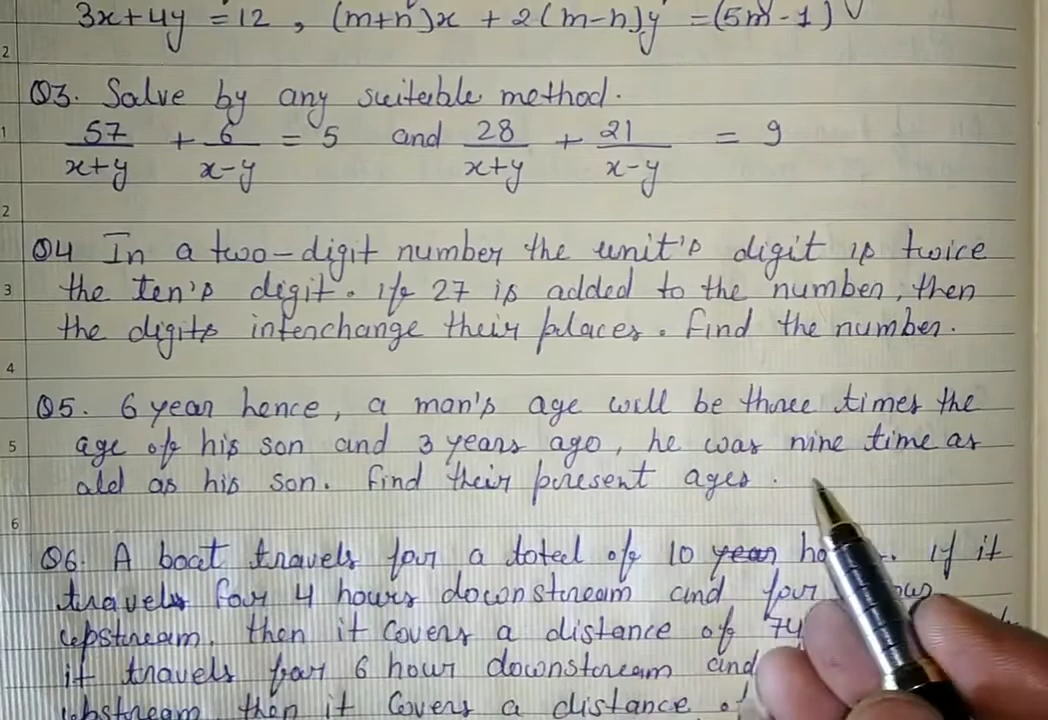 3x+4y = 12 , (m+n)x + 2(m-n)y = (5m-1)
2
Q3. Solve by any suiteble method.
1
57/x+y + 6/x-y = 5 and 28/x+y + 21/x-y = 9
2
Q4 In a two-digit number the unit's digit is twice
3 the ten's digit. if 27 is added to the number, then
the digits interchange their places. Find the number.
4
Q5. 6 year hence, a man's age will be three times the
5 age of his son and 3 years ago, he was nine time as
old as his son. Find their present ages.
6
Q6. A boat travels for a total of 10 year . If it
travels for 4 hours downstream and for
upstream, then it covers a distance of 74
it travels for 6 hour downstream and
upstream then it Covers a distance